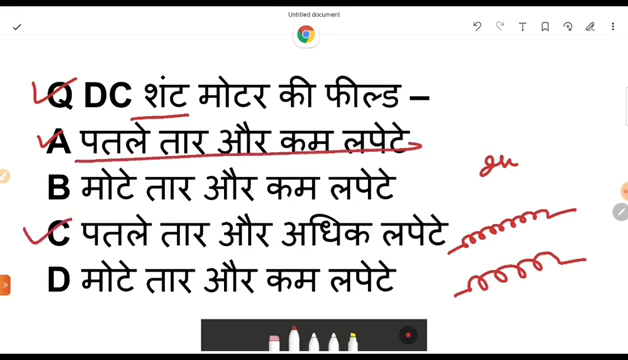 Untitled document
Q DC शंट मोटर की फील्ड –
A पतले तार और कम लपेटे
B मोटे तार और कम लपेटे
C पतले तार और अधिक लपेटे
D मोटे तार और कम लपेटे